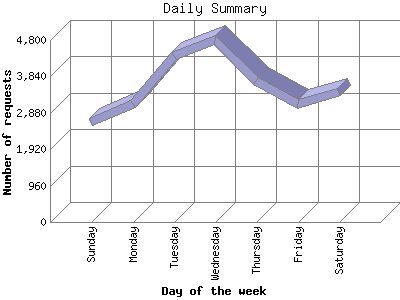 Daily Summary
4,800
3,840
2,880
1,920
960
0
Number of requests
Sunday
Monday
Tuesday
Wednesday
Thursday
Friday
Saturday
Day of the week